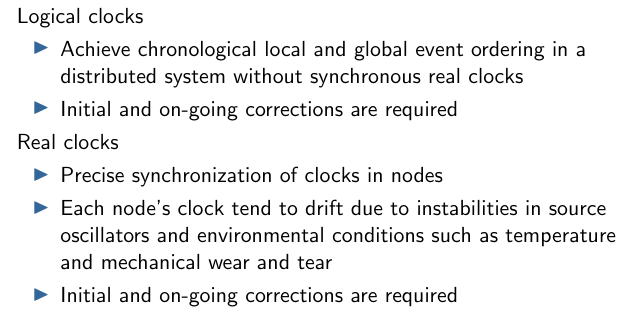 Logical clocks
Achieve chronological local and global event ordering in a
distributed system without synchronous real clocks
Initial and on-going corrections are required
Real clocks
Precise synchronization of clocks in nodes
Each node's clock tend to drift due to instabilities in source
oscillators and environmental conditions such as temperature
and mechanical wear and tear
Initial and on-going corrections are required